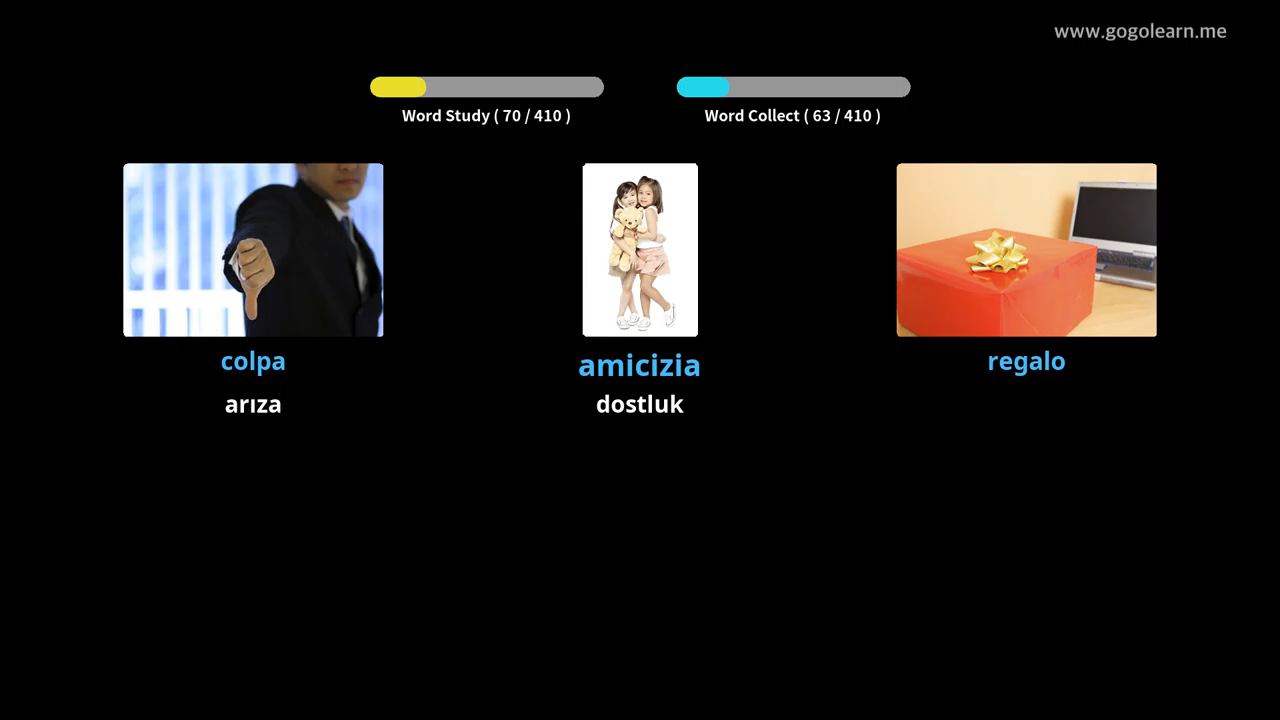 www.gogolearn.me
Word Study ( 70 / 410 )
Word Collect ( 63 / 410 )
colpa
amicizia
regalo
arıza
dostluk